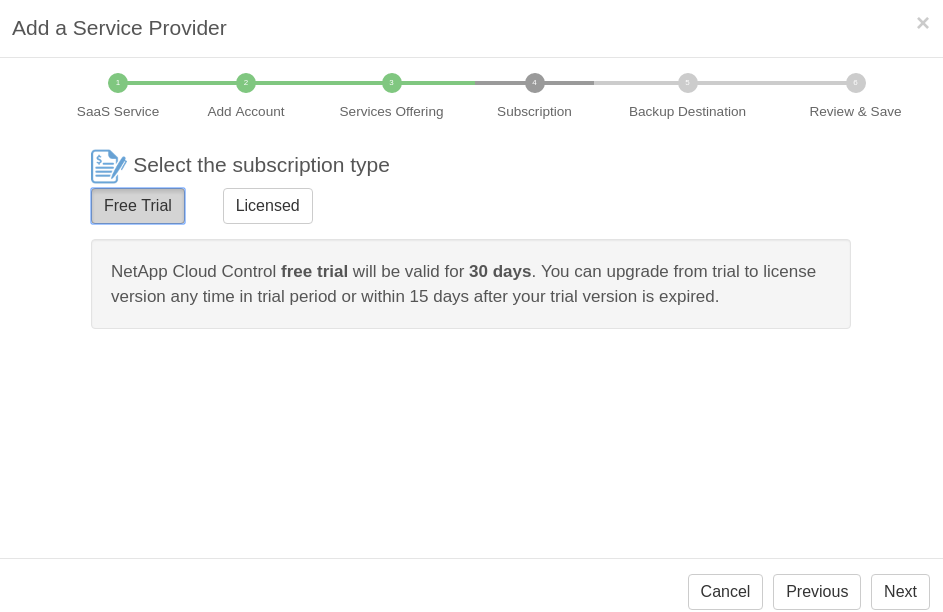 Add a Service Provider
×
1 2 3 4 5 6
SaaS Service Add Account Services Offering Subscription Backup Destination Review & Save
$ Select the subscription type
Free Trial Licensed
NetApp Cloud Control free trial will be valid for 30 days. You can upgrade from trial to license
version any time in trial period or within 15 days after your trial version is expired.
Cancel Previous Next